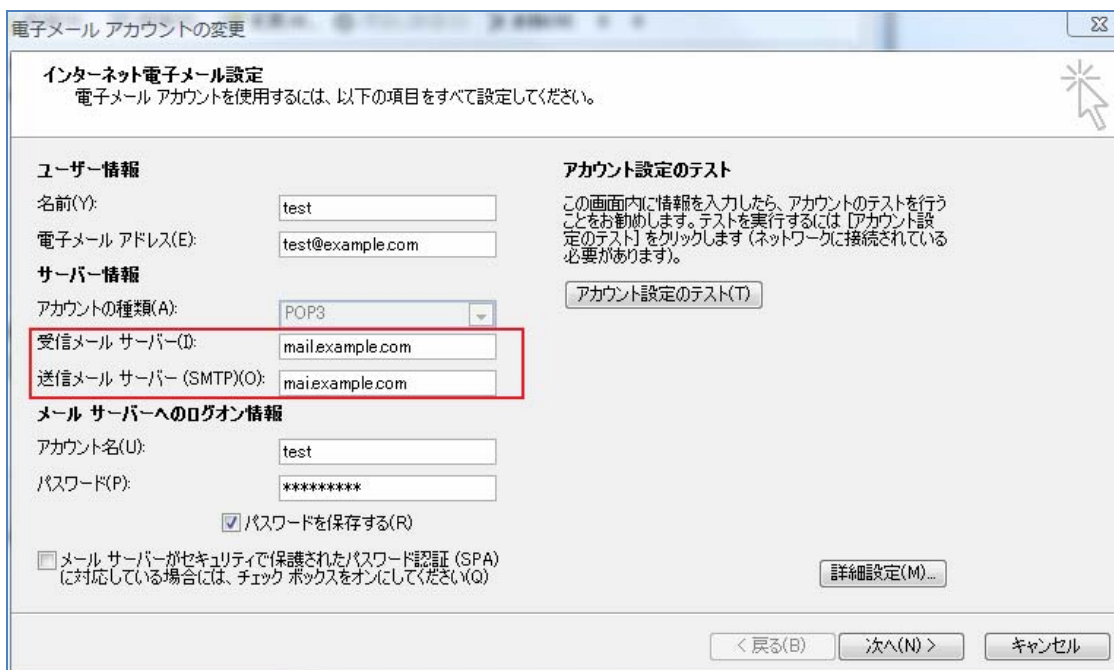 電子メール アカウントの変更
インターネット電子メール設定
電子メール アカウントを使用するには、以下の項目をすべて設定してください。
ユーザー情報
名前(Y):
test
電子メール アドレス(E):
test@example.com
サーバー情報
アカウントの種類(A):
POP3
受信メール サーバー(I):
mail.example.com
送信メール サーバー (SMTP)(O):
mai.example.com
メール サーバーへのログオン情報
アカウント名(U):
test
パスワード(P):
*********
パスワードを保存する(R)
メール サーバーがセキュリティで保護されたパスワード認証 (SPA)
に対応している場合には、チェック ボックスをオンにしてください(Q)
アカウント設定のテスト
この画面内に情報を入力したら、アカウントのテストを行う
ことをお勧めします。テストを実行するには [アカウント設
定のテスト] をクリックします (ネットワークに接続されている
必要があります)。
アカウント設定のテスト(T)
詳細設定(M)...
< 戻る(B)
次へ(N) >
キャンセル